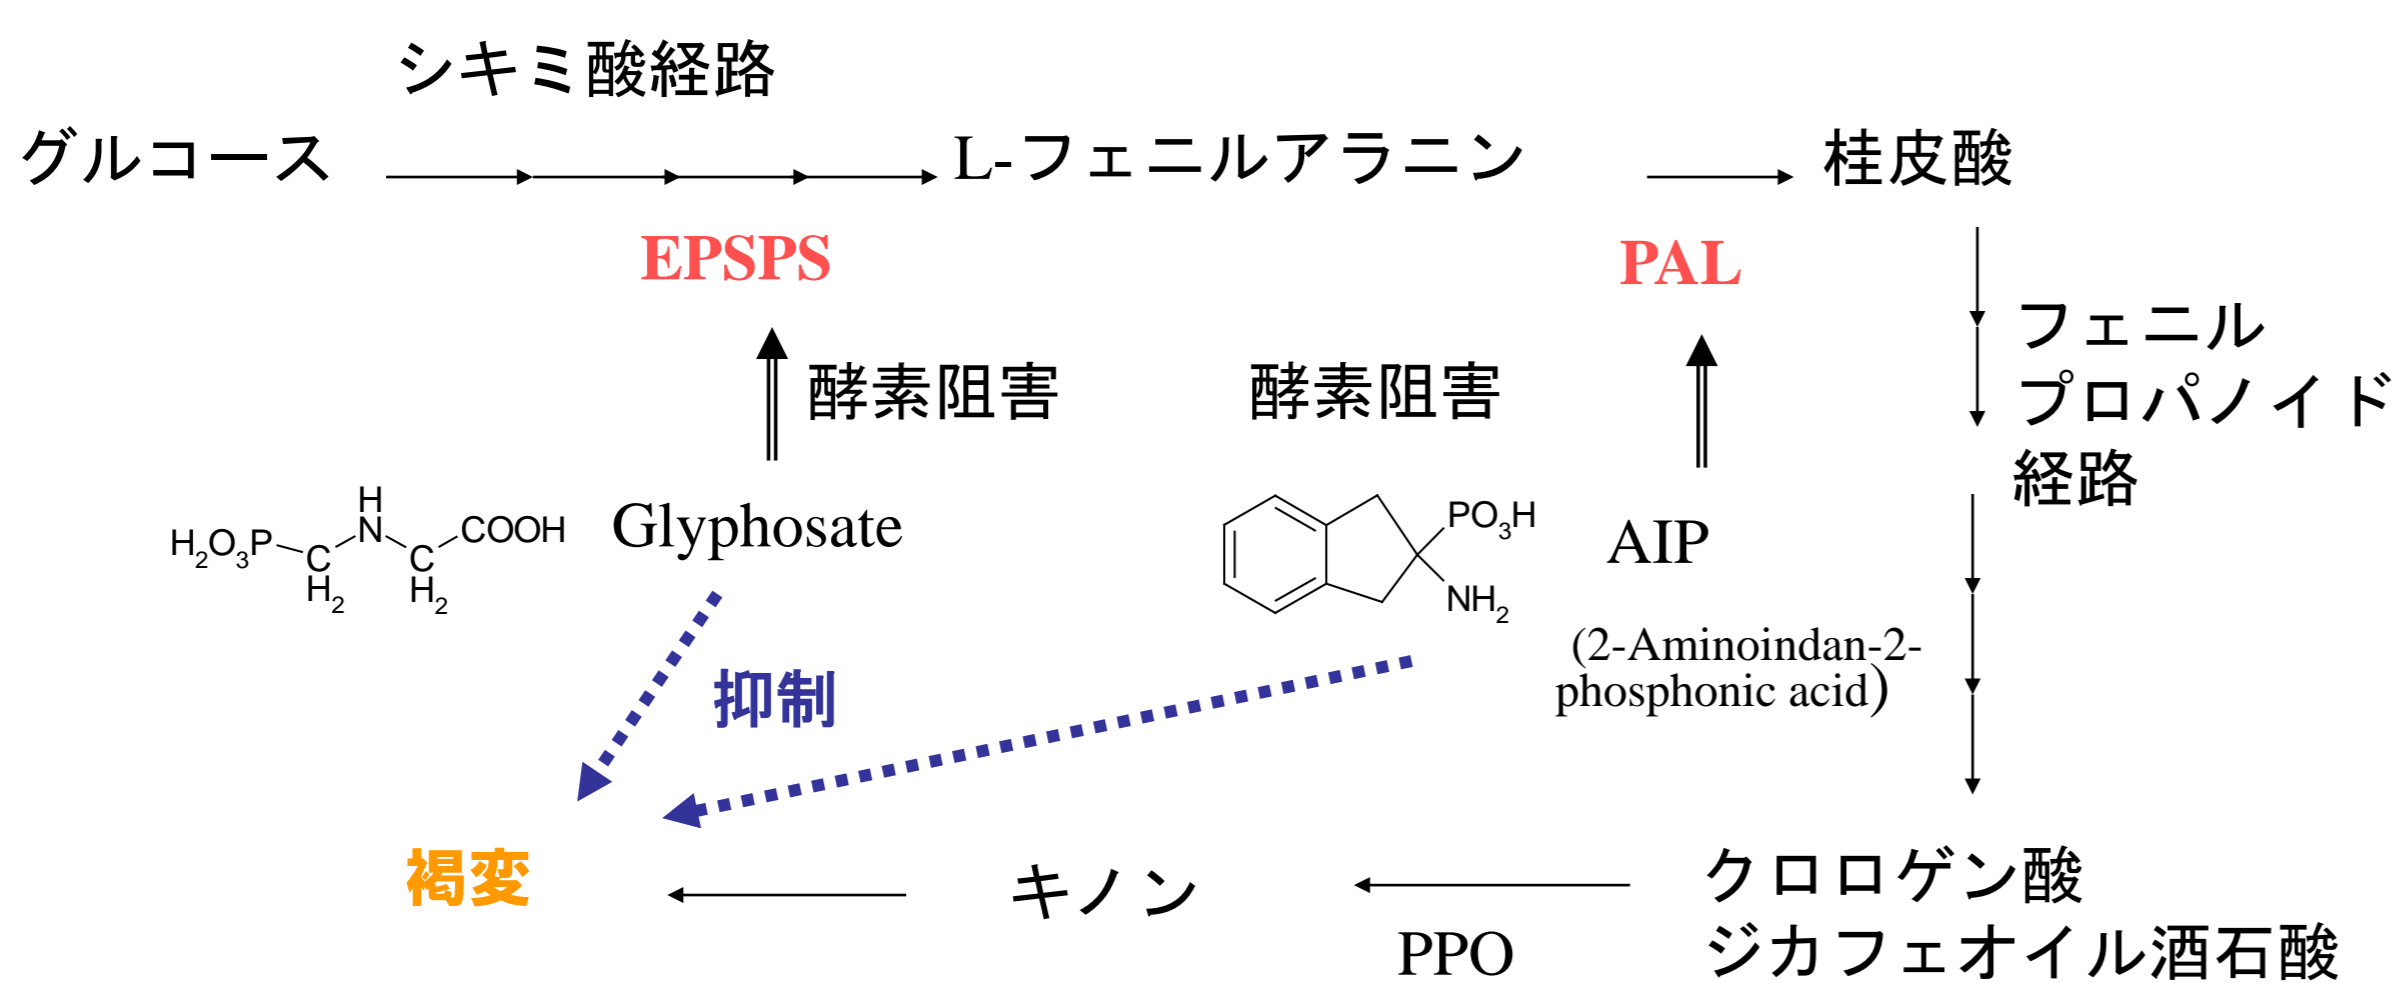 シキミ酸経路
グルコース
L-フェニルアラニン
桂皮酸
EPSPS
PAL
フェニル
プロパノイド
経路
酵素阻害
酵素阻害
H2O3P
C
H2
H
N
C
H2
COOH
Glyphosate
PO3H
NH2
AIP
(2-Aminoindan-2-
phosphonic acid)
抑制
褐変
キノン
PPO
クロロゲン酸
ジカフェオイル酒石酸